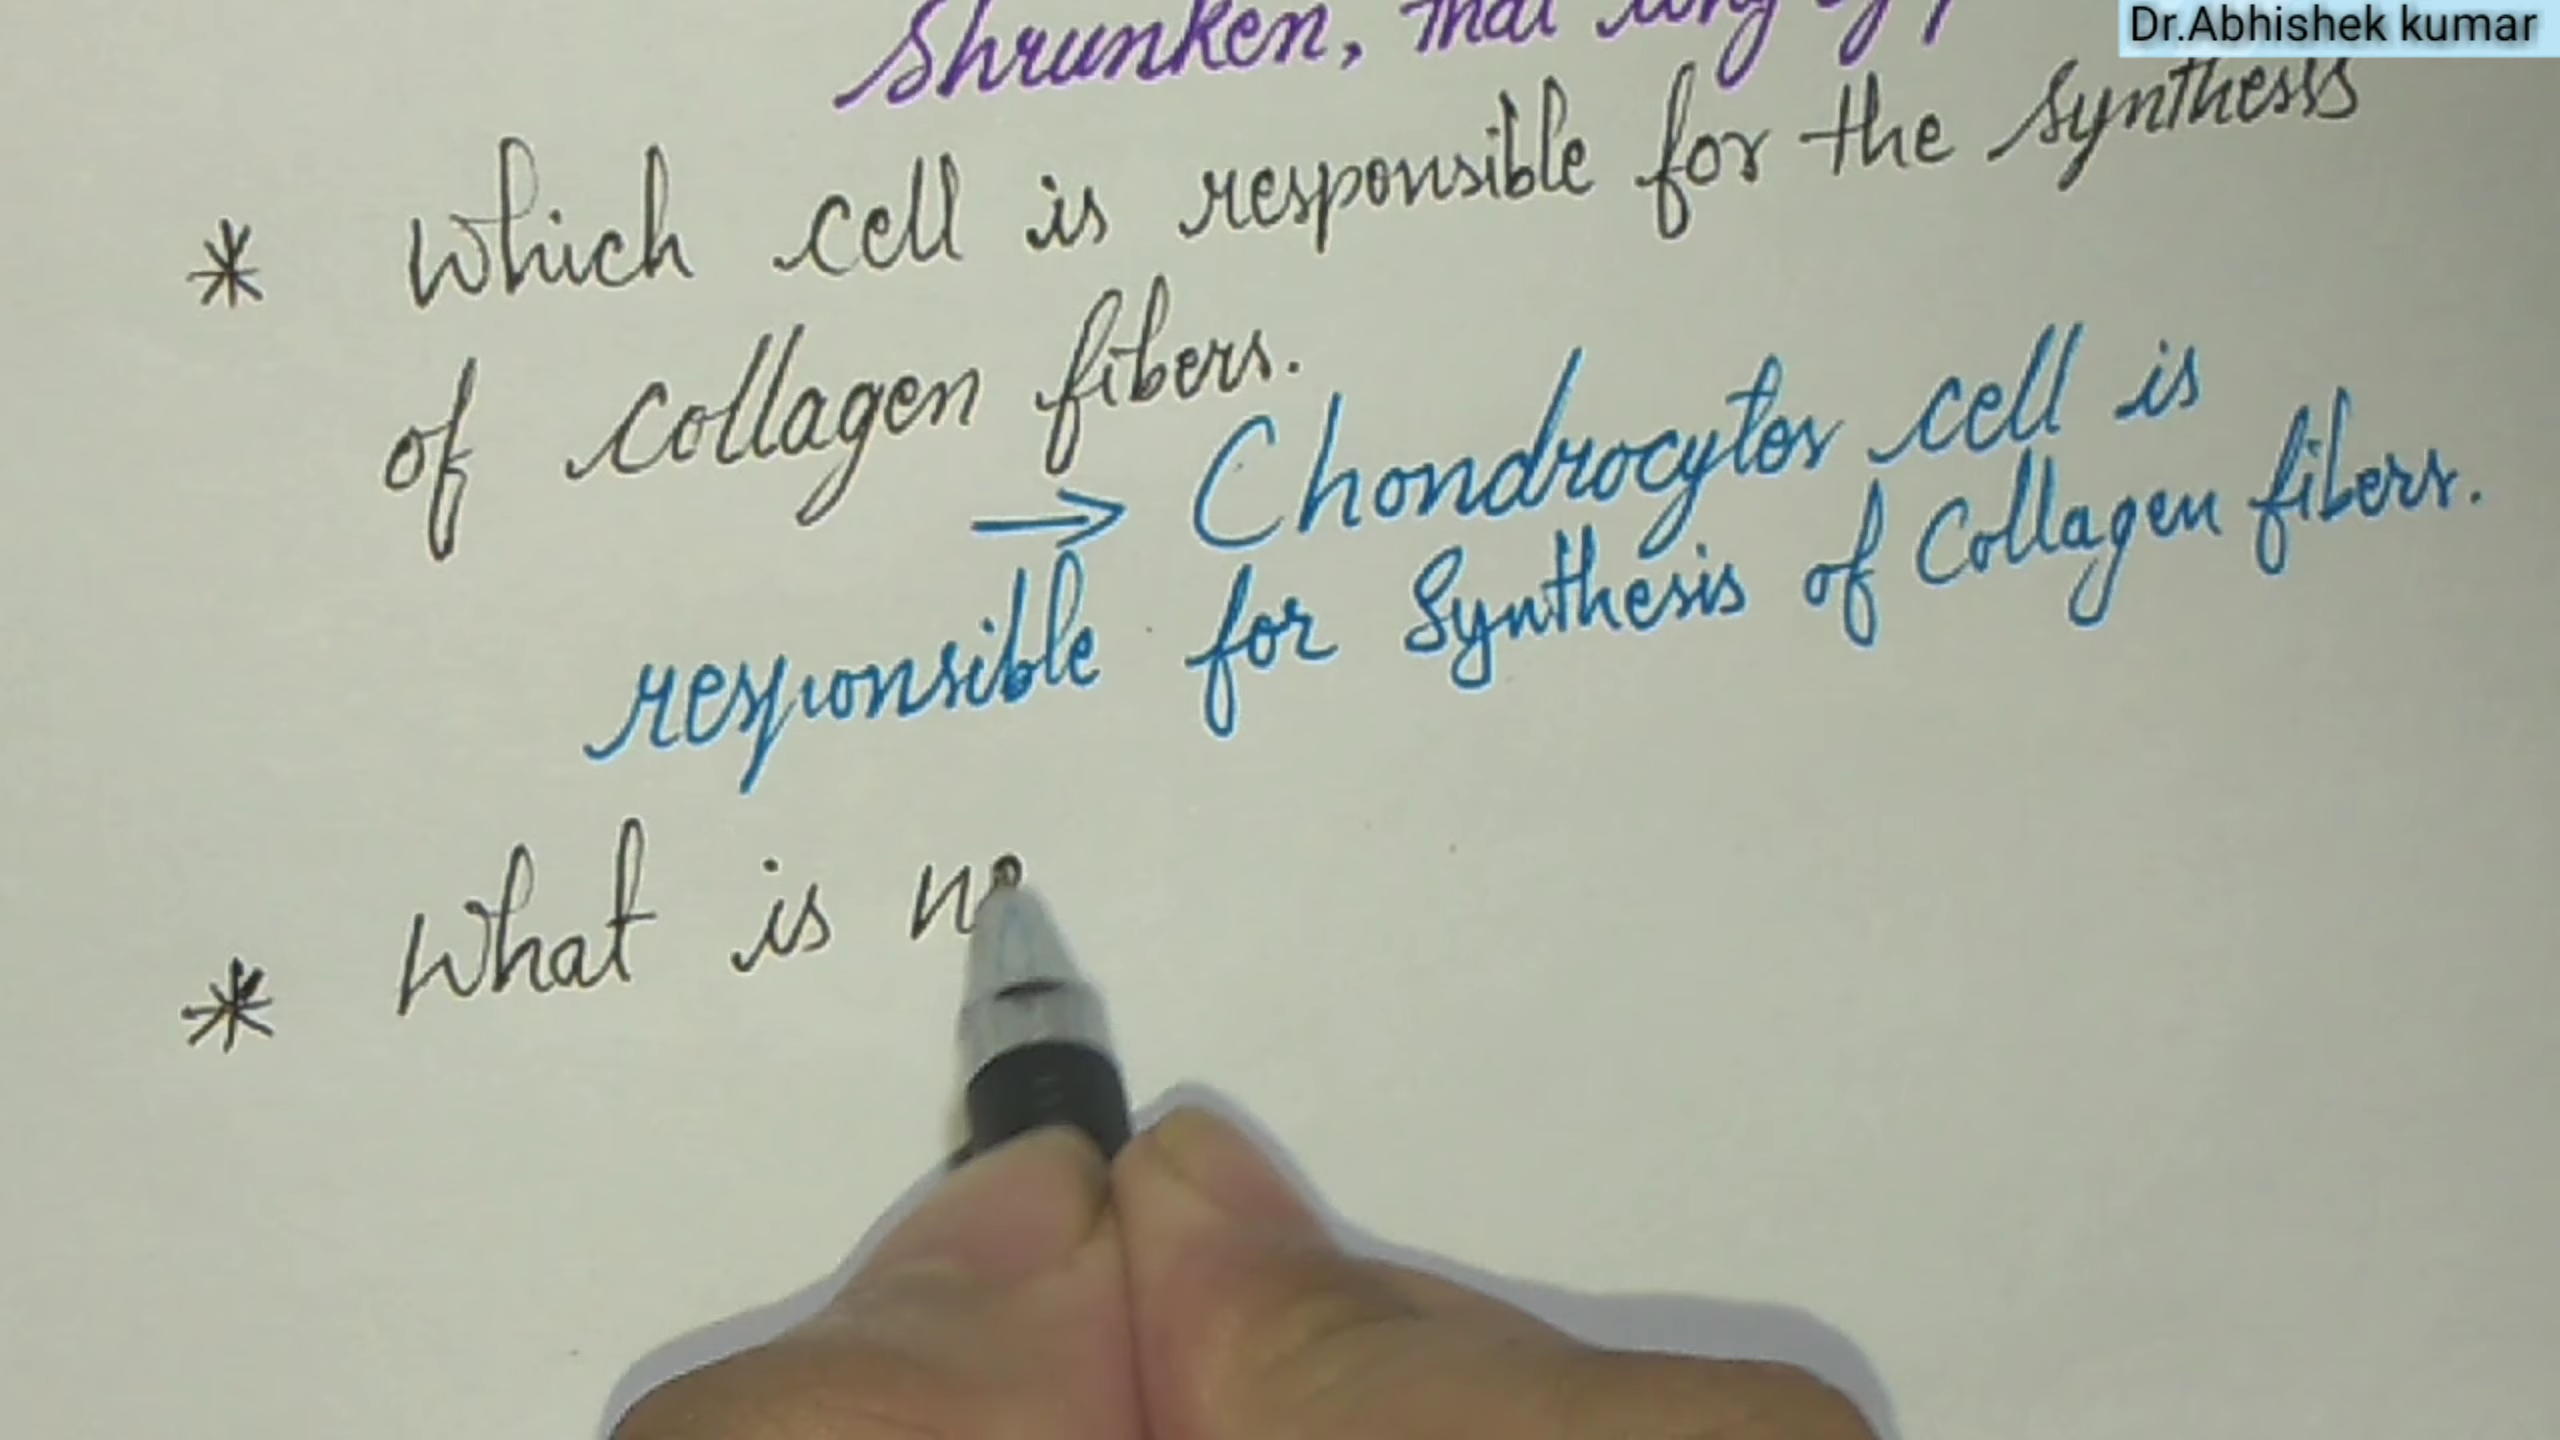 Dr.Abhishek kumar
Shrunken, that
* which cell is responsible for the synthesis
of collagen fibers.
→ Chondrocytes cell is
responsible for synthesis of Collagen fibers.
* What is